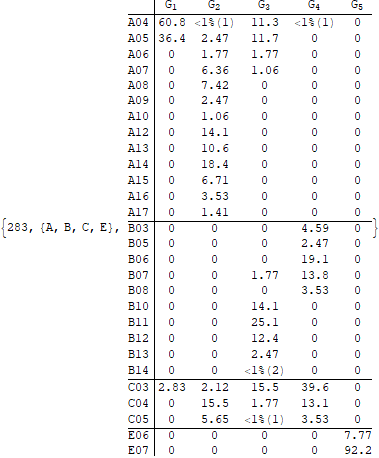 G1 G2 G3 G4 G5
A04 60.8 <1%(1) 11.3 <1%(1) 0
A05 36.4 2.47 11.7 0 0
A06 0 1.77 1.77 0 0
A07 0 6.36 1.06 0 0
A08 0 7.42 0 0 0
A09 0 2.47 0 0 0
A10 0 1.06 0 0 0
A12 0 14.1 0 0 0
A13 0 10.6 0 0 0
A14 0 18.4 0 0 0
A15 0 6.71 0 0 0
A16 0 3.53 0 0 0
A17 0 1.41 0 0 0
{283, {A, B, C, E}, B03 0 0 0 4.59 0 }
B05 0 0 0 2.47 0
B06 0 0 0 19.1 0
B07 0 0 1.77 13.8 0
B08 0 0 0 3.53 0
B10 0 0 14.1 0 0
B11 0 0 25.1 0 0
B12 0 0 12.4 0 0
B13 0 0 2.47 0 0
B14 0 0 <1%(2) 0 0
C03 2.83 2.12 15.5 39.6 0
C04 0 15.5 1.77 13.1 0
C05 0 5.65 <1%(1) 3.53 0
E06 0 0 0 0 7.77
E07 0 0 0 0 92.2